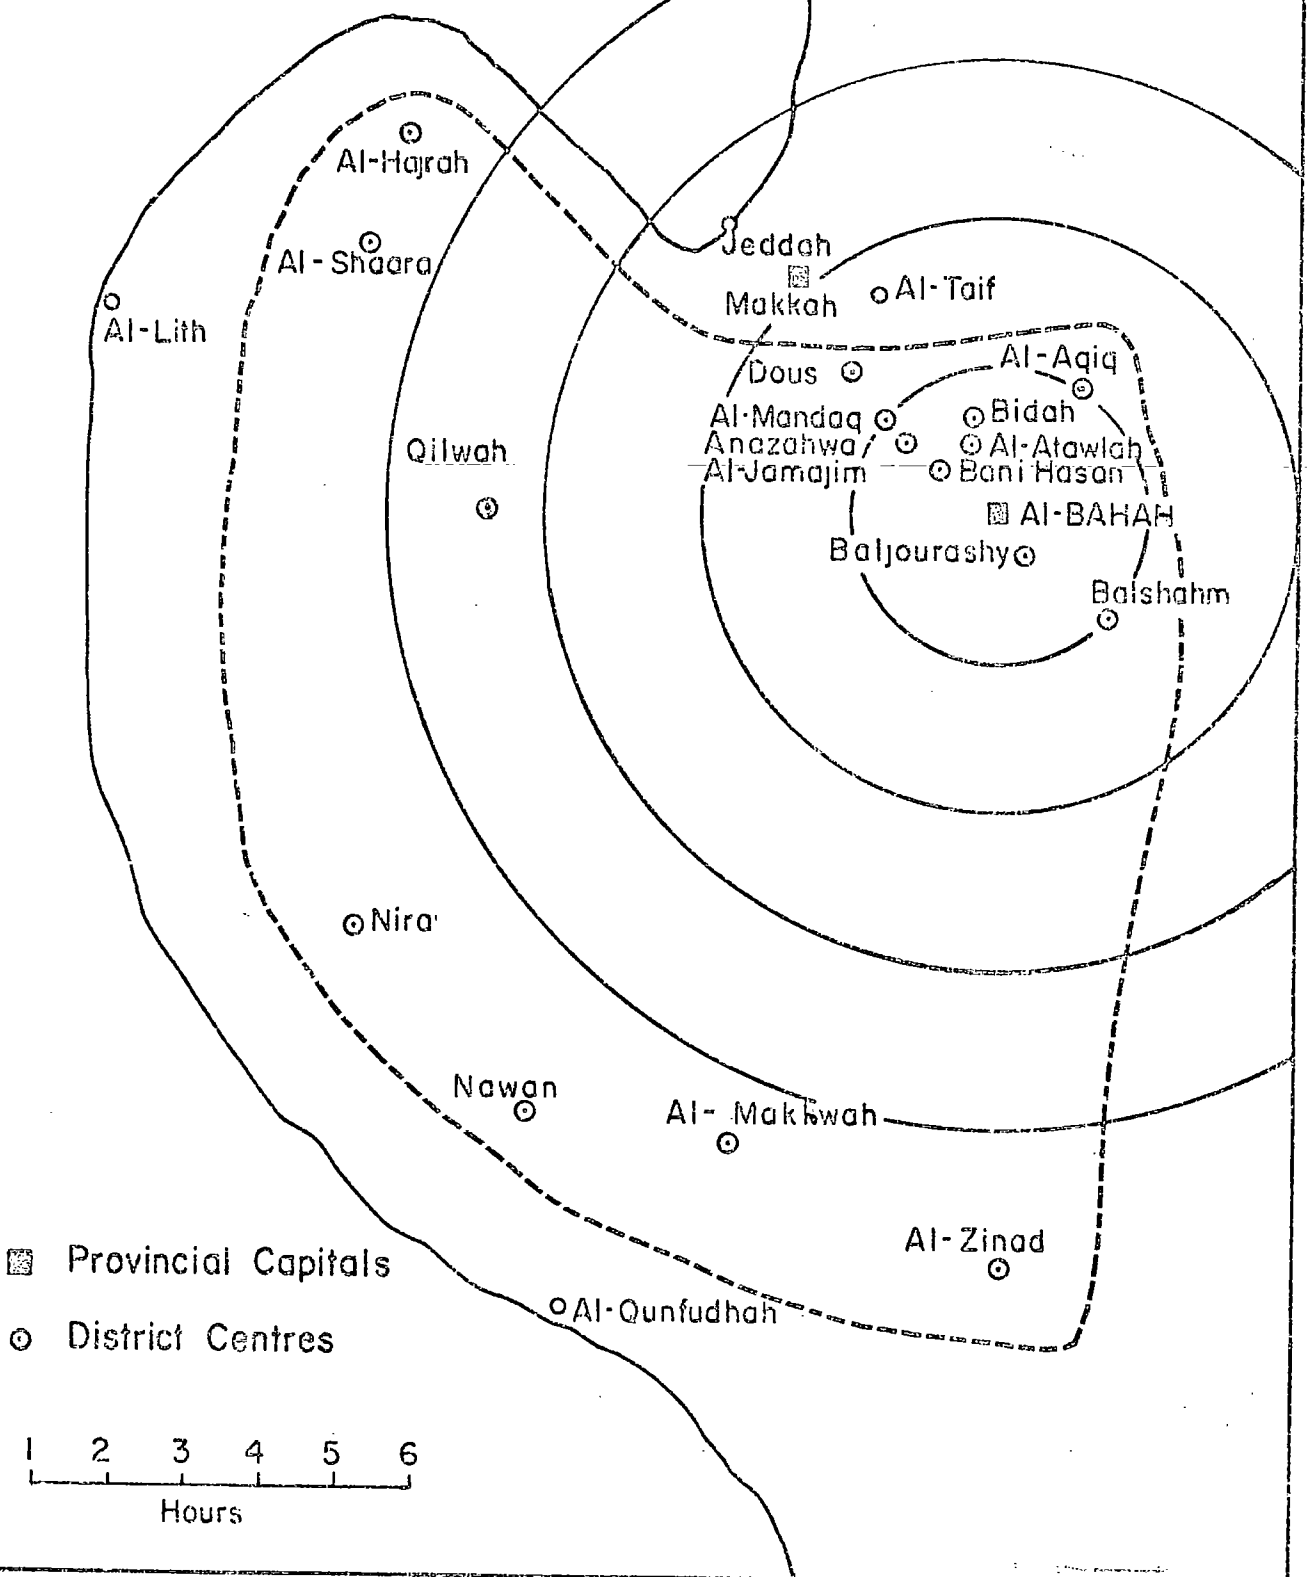 Al-Hajrah
Al-Shaara
Jeddah
Makkah
Al-Taif
Al-Lith
Dous
Al-Aqiq
Al-Mandaq
Bidah
Anazahwa
Al-Atawlah
Al-Jamajim
Bani Hasan
Qilwah
Al-BAHAH
Baljourashy
Balshahm
Nira'
Nawan
Al-Makhwah
Al-Zinad
Al-Qunfudhah
Provincial Capitals
District Centres
1 2 3 4 5 6
Hours